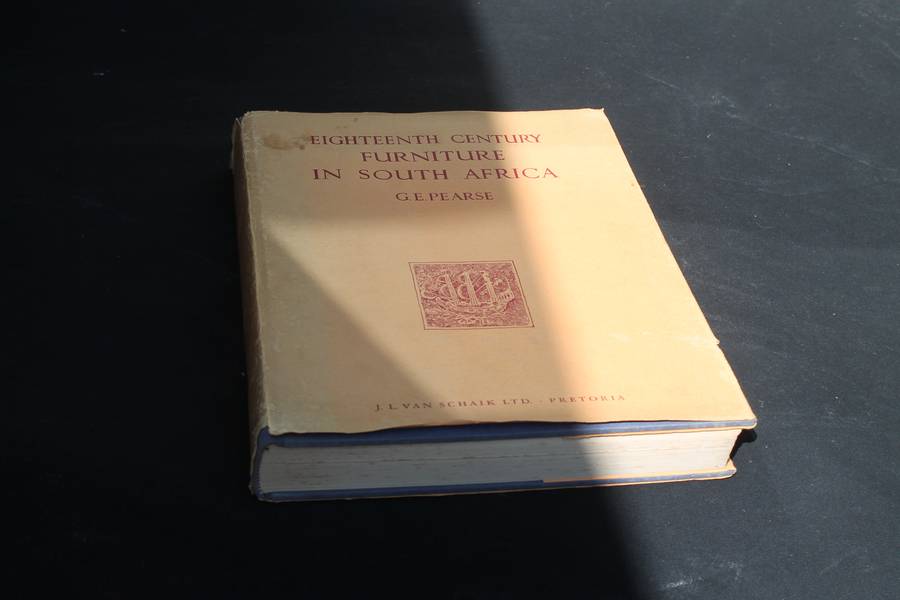 EIGHTEENTH CENTURY
FURNITURE
IN SOUTH AFRICA
G.E. PEARSE
J. L. VAN SCHAIK LTD. · PRETORIA